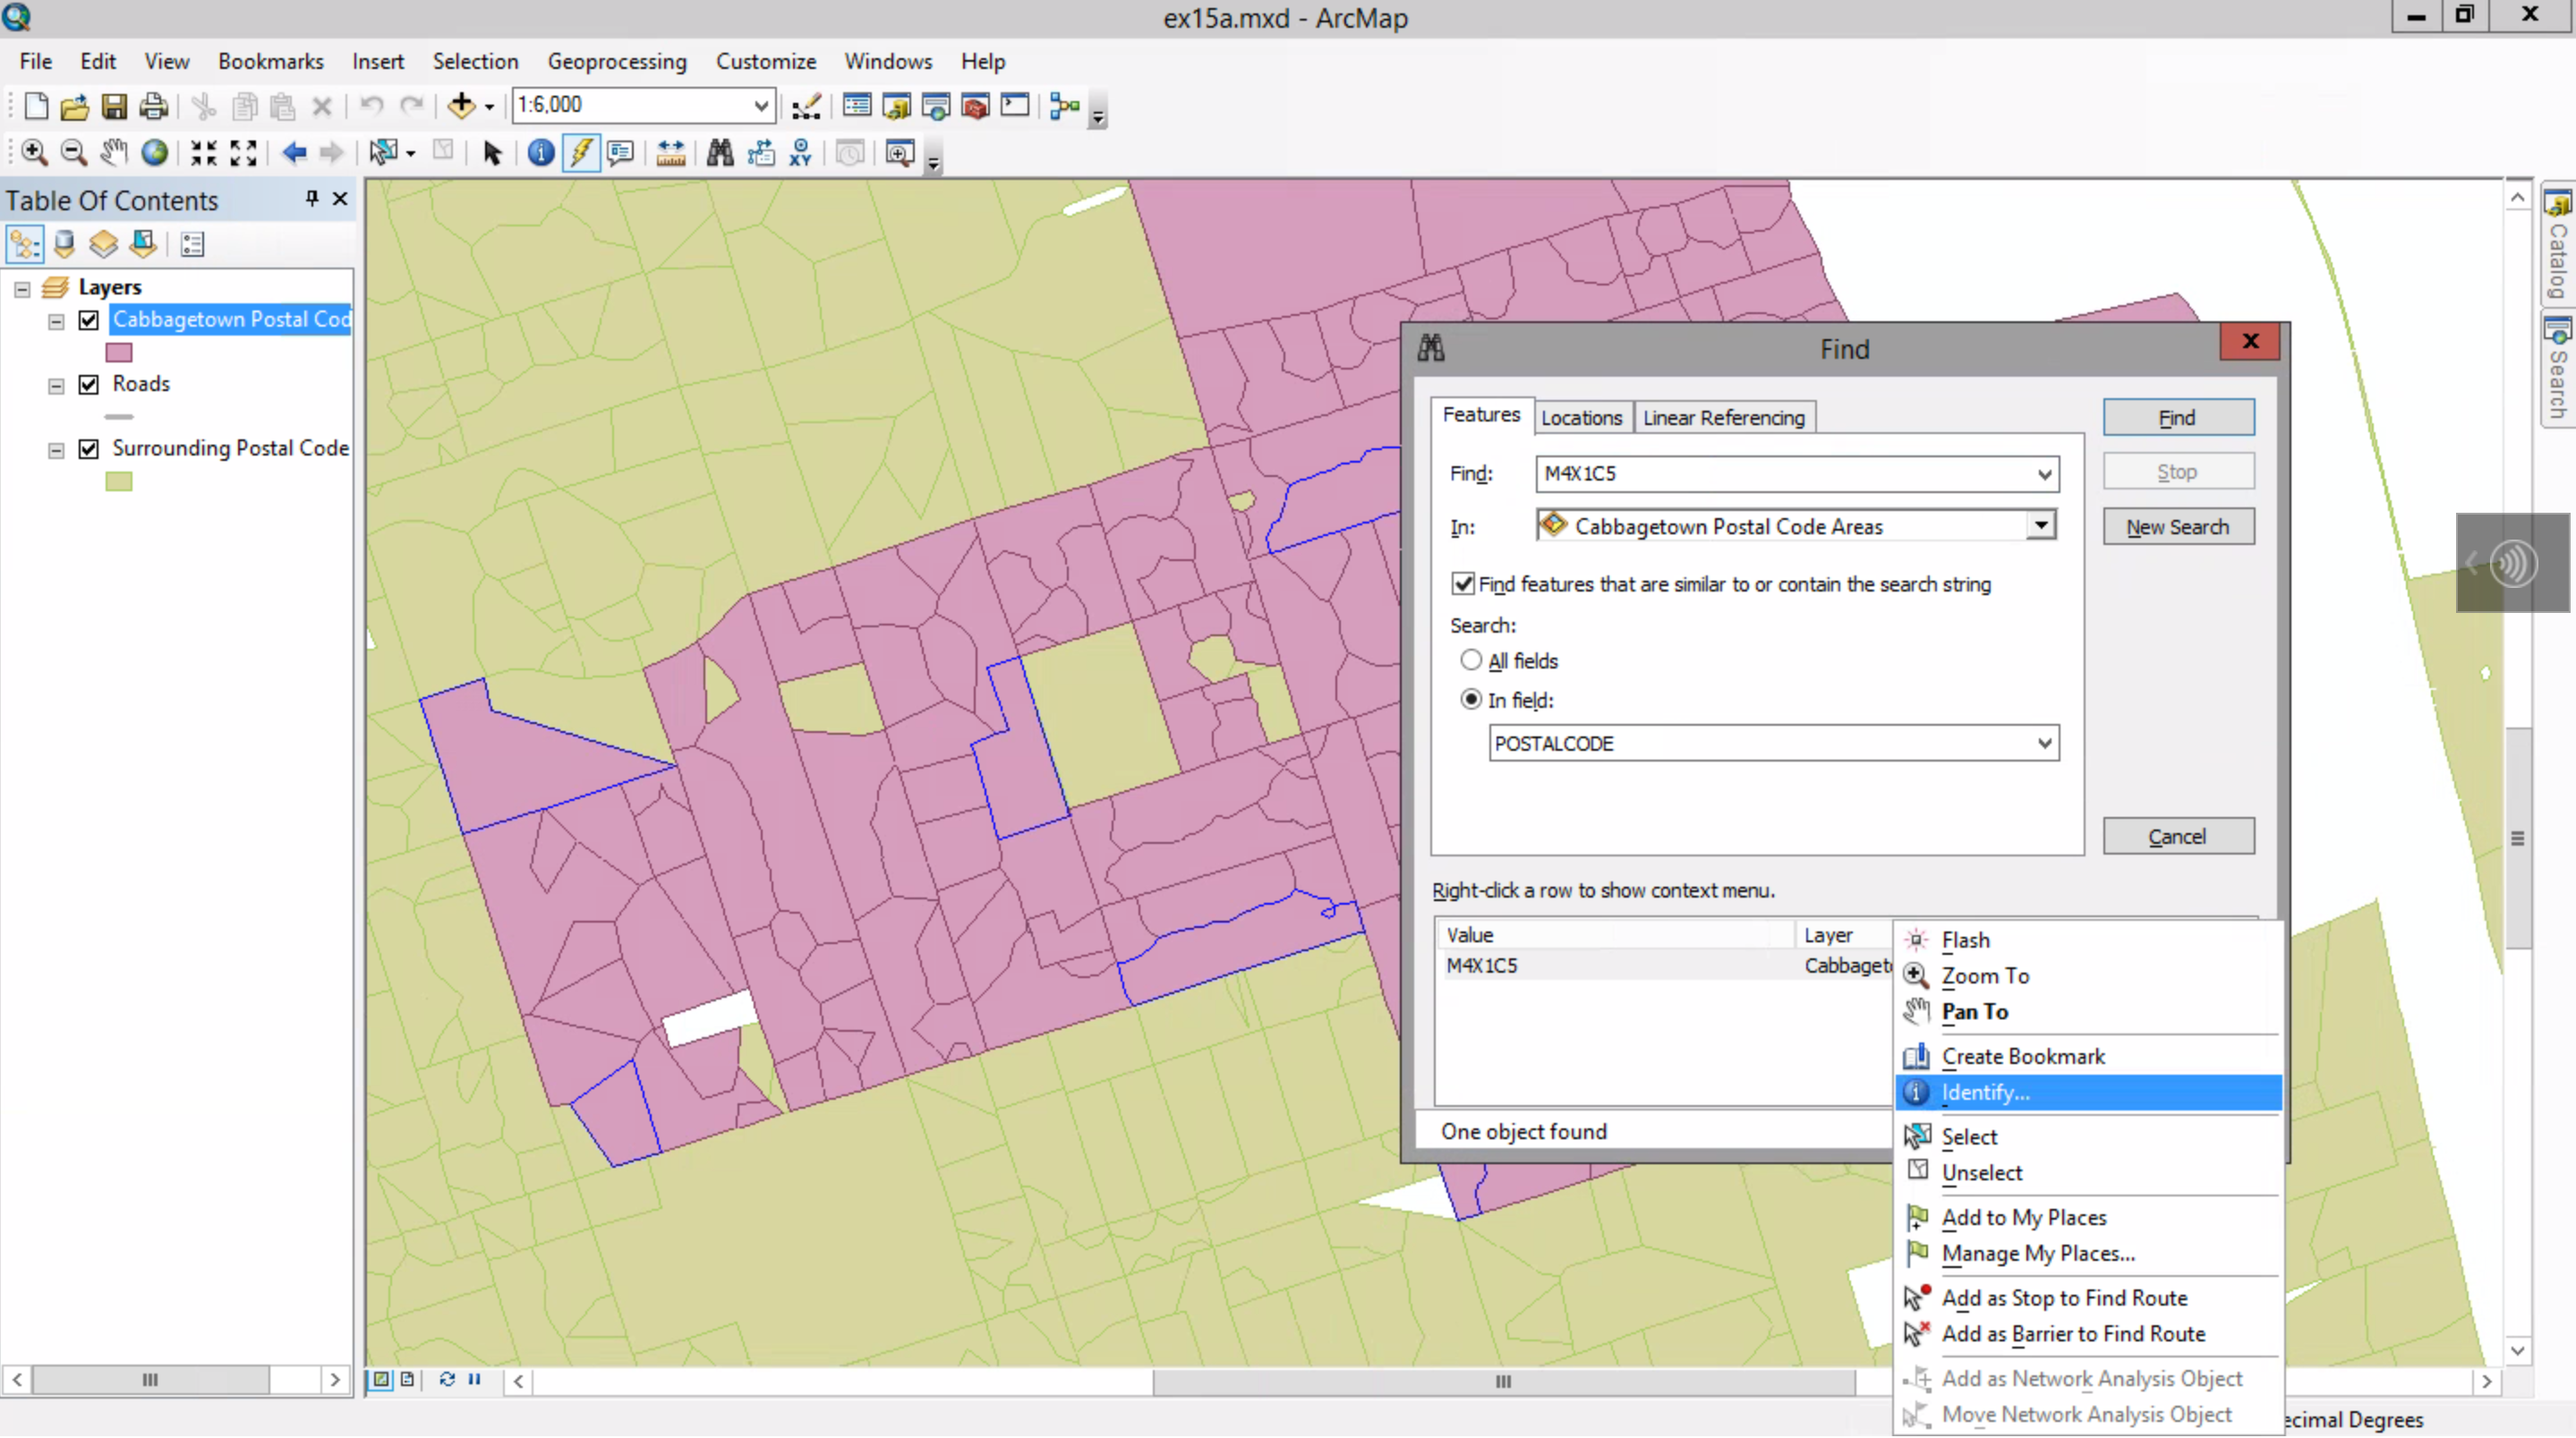 ex15a.mxd - ArcMap
File Edit View Bookmarks Insert Selection Geoprocessing Customize Windows Help
1:6,000
XY
Table Of Contents
Layers
Cabbagetown Postal Cod
Roads
Surrounding Postal Code
Catalog
Search
Find
Features Locations Linear Referencing
Find
Find: M4X1C5
Stop
In: Cabbagetown Postal Code Areas
New Search
Find features that are similar to or contain the search string
Search:
All fields
In field:
POSTALCODE
Cancel
Right-click a row to show context menu.
Value Layer
M4X1C5 Cabbaget
One object found
Flash
Zoom To
Pan To
Create Bookmark
Identify...
Select
Unselect
Add to My Places
Manage My Places...
Add as Stop to Find Route
Add as Barrier to Find Route
Add as Network Analysis Object
Move Network Analysis Object
ecimal Degrees